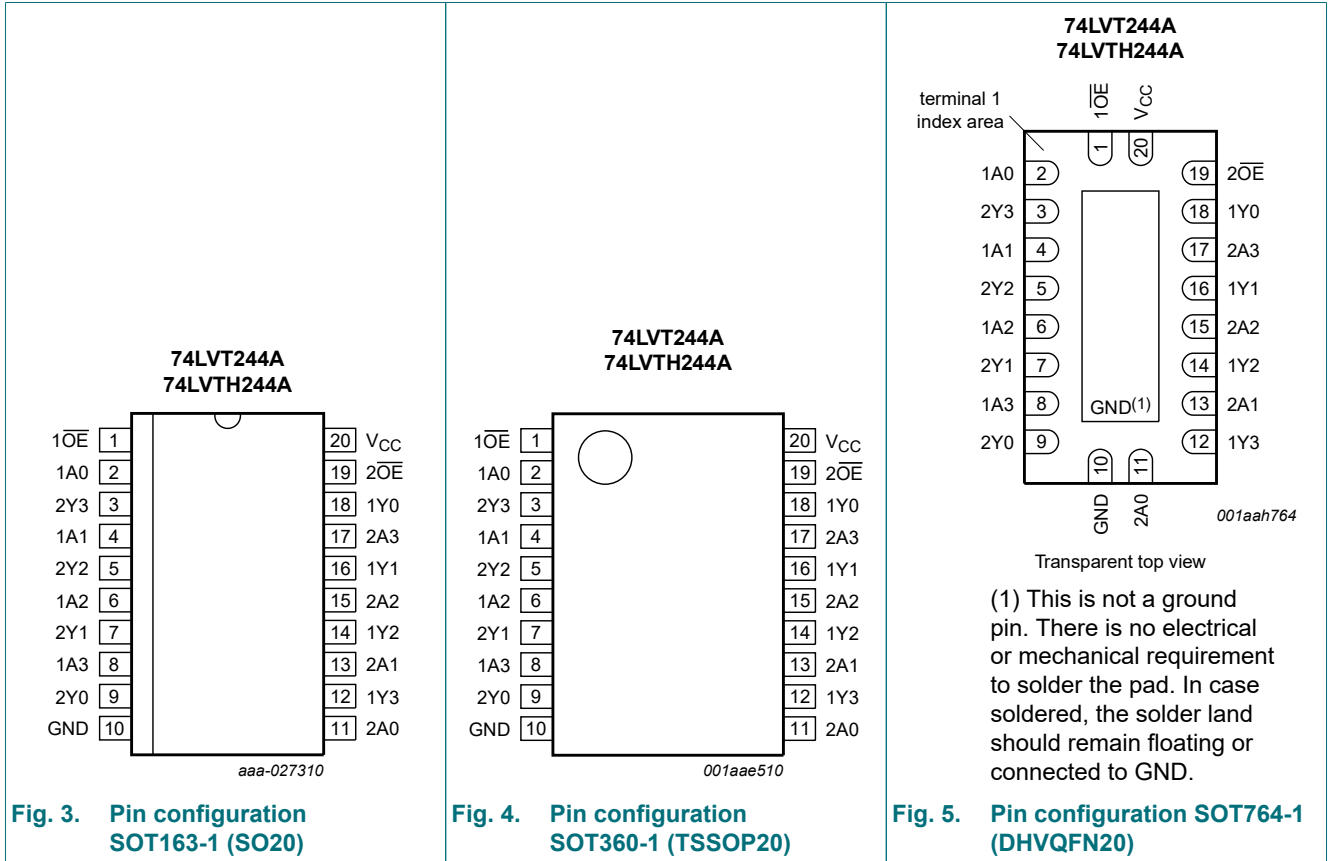 74LVT244A
74LVTH244A
1OE 1
1A0 2
2Y3 3
1A1 4
2Y2 5
1A2 6
2Y1 7
1A3 8
2Y0 9
GND 10
20 VCC
19 2OE
18 1Y0
17 2A3
16 1Y1
15 2A2
14 1Y2
13 2A1
12 1Y3
11 2A0
aaa-027310
Fig. 3. Pin configuration
SOT163-1 (SO20)
74LVT244A
74LVTH244A
1OE 1
1A0 2
2Y3 3
1A1 4
2Y2 5
1A2 6
2Y1 7
1A3 8
2Y0 9
GND 10
20 VCC
19 2OE
18 1Y0
17 2A3
16 1Y1
15 2A2
14 1Y2
13 2A1
12 1Y3
11 2A0
001aae510
Fig. 4. Pin configuration
SOT360-1 (TSSOP20)
74LVT244A
74LVTH244A
terminal 1
index area
1OE
VCC
1
20
1A0 2
2Y3 3
1A1 4
2Y2 5
1A2 6
2Y1 7
1A3 8
2Y0 9
19 2OE
18 1Y0
17 2A3
16 1Y1
15 2A2
14 1Y2
13 2A1
12 1Y3
GND(1)
10
11
GND
2A0
001aah764
Transparent top view
(1) This is not a ground
pin. There is no electrical
or mechanical requirement
to solder the pad. In case
soldered, the solder land
should remain floating or
connected to GND.
Fig. 5. Pin configuration SOT764-1
(DHVQFN20)